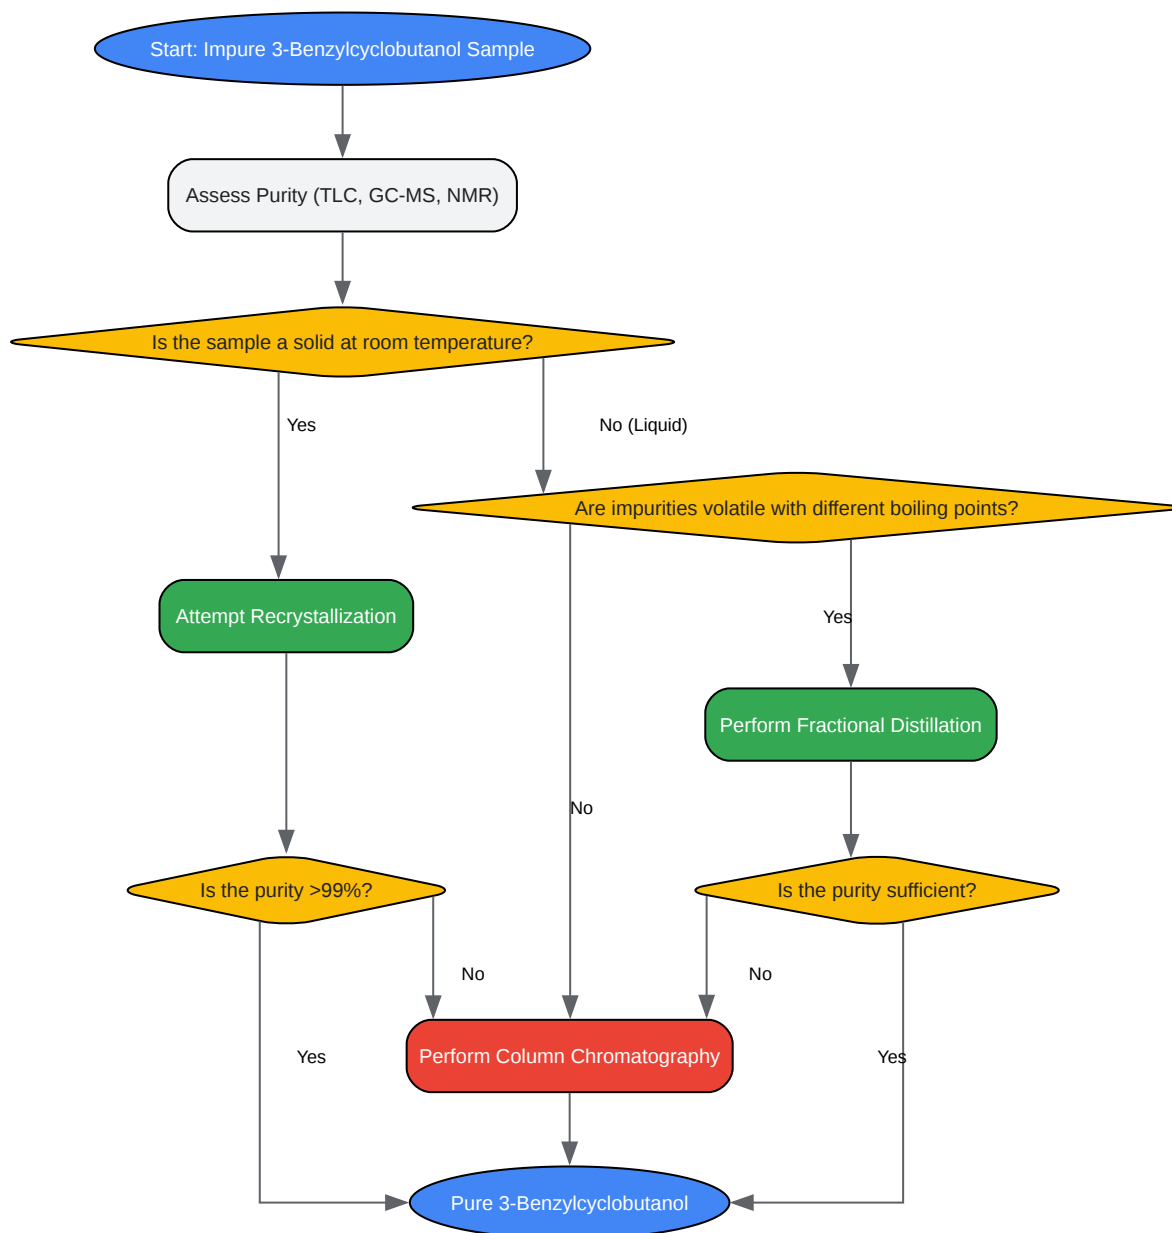 Start: Impure 3-Benzylcyclobutanol Sample
Assess Purity (TLC, GC-MS, NMR)
Is the sample a solid at room temperature?
Yes
No (Liquid)
Are impurities volatile with different boiling points?
Attempt Recrystallization
Yes
Perform Fractional Distillation
No
Is the purity >99%?
Is the purity sufficient?
No
No
Perform Column Chromatography
Yes
Yes
Pure 3-Benzylcyclobutanol